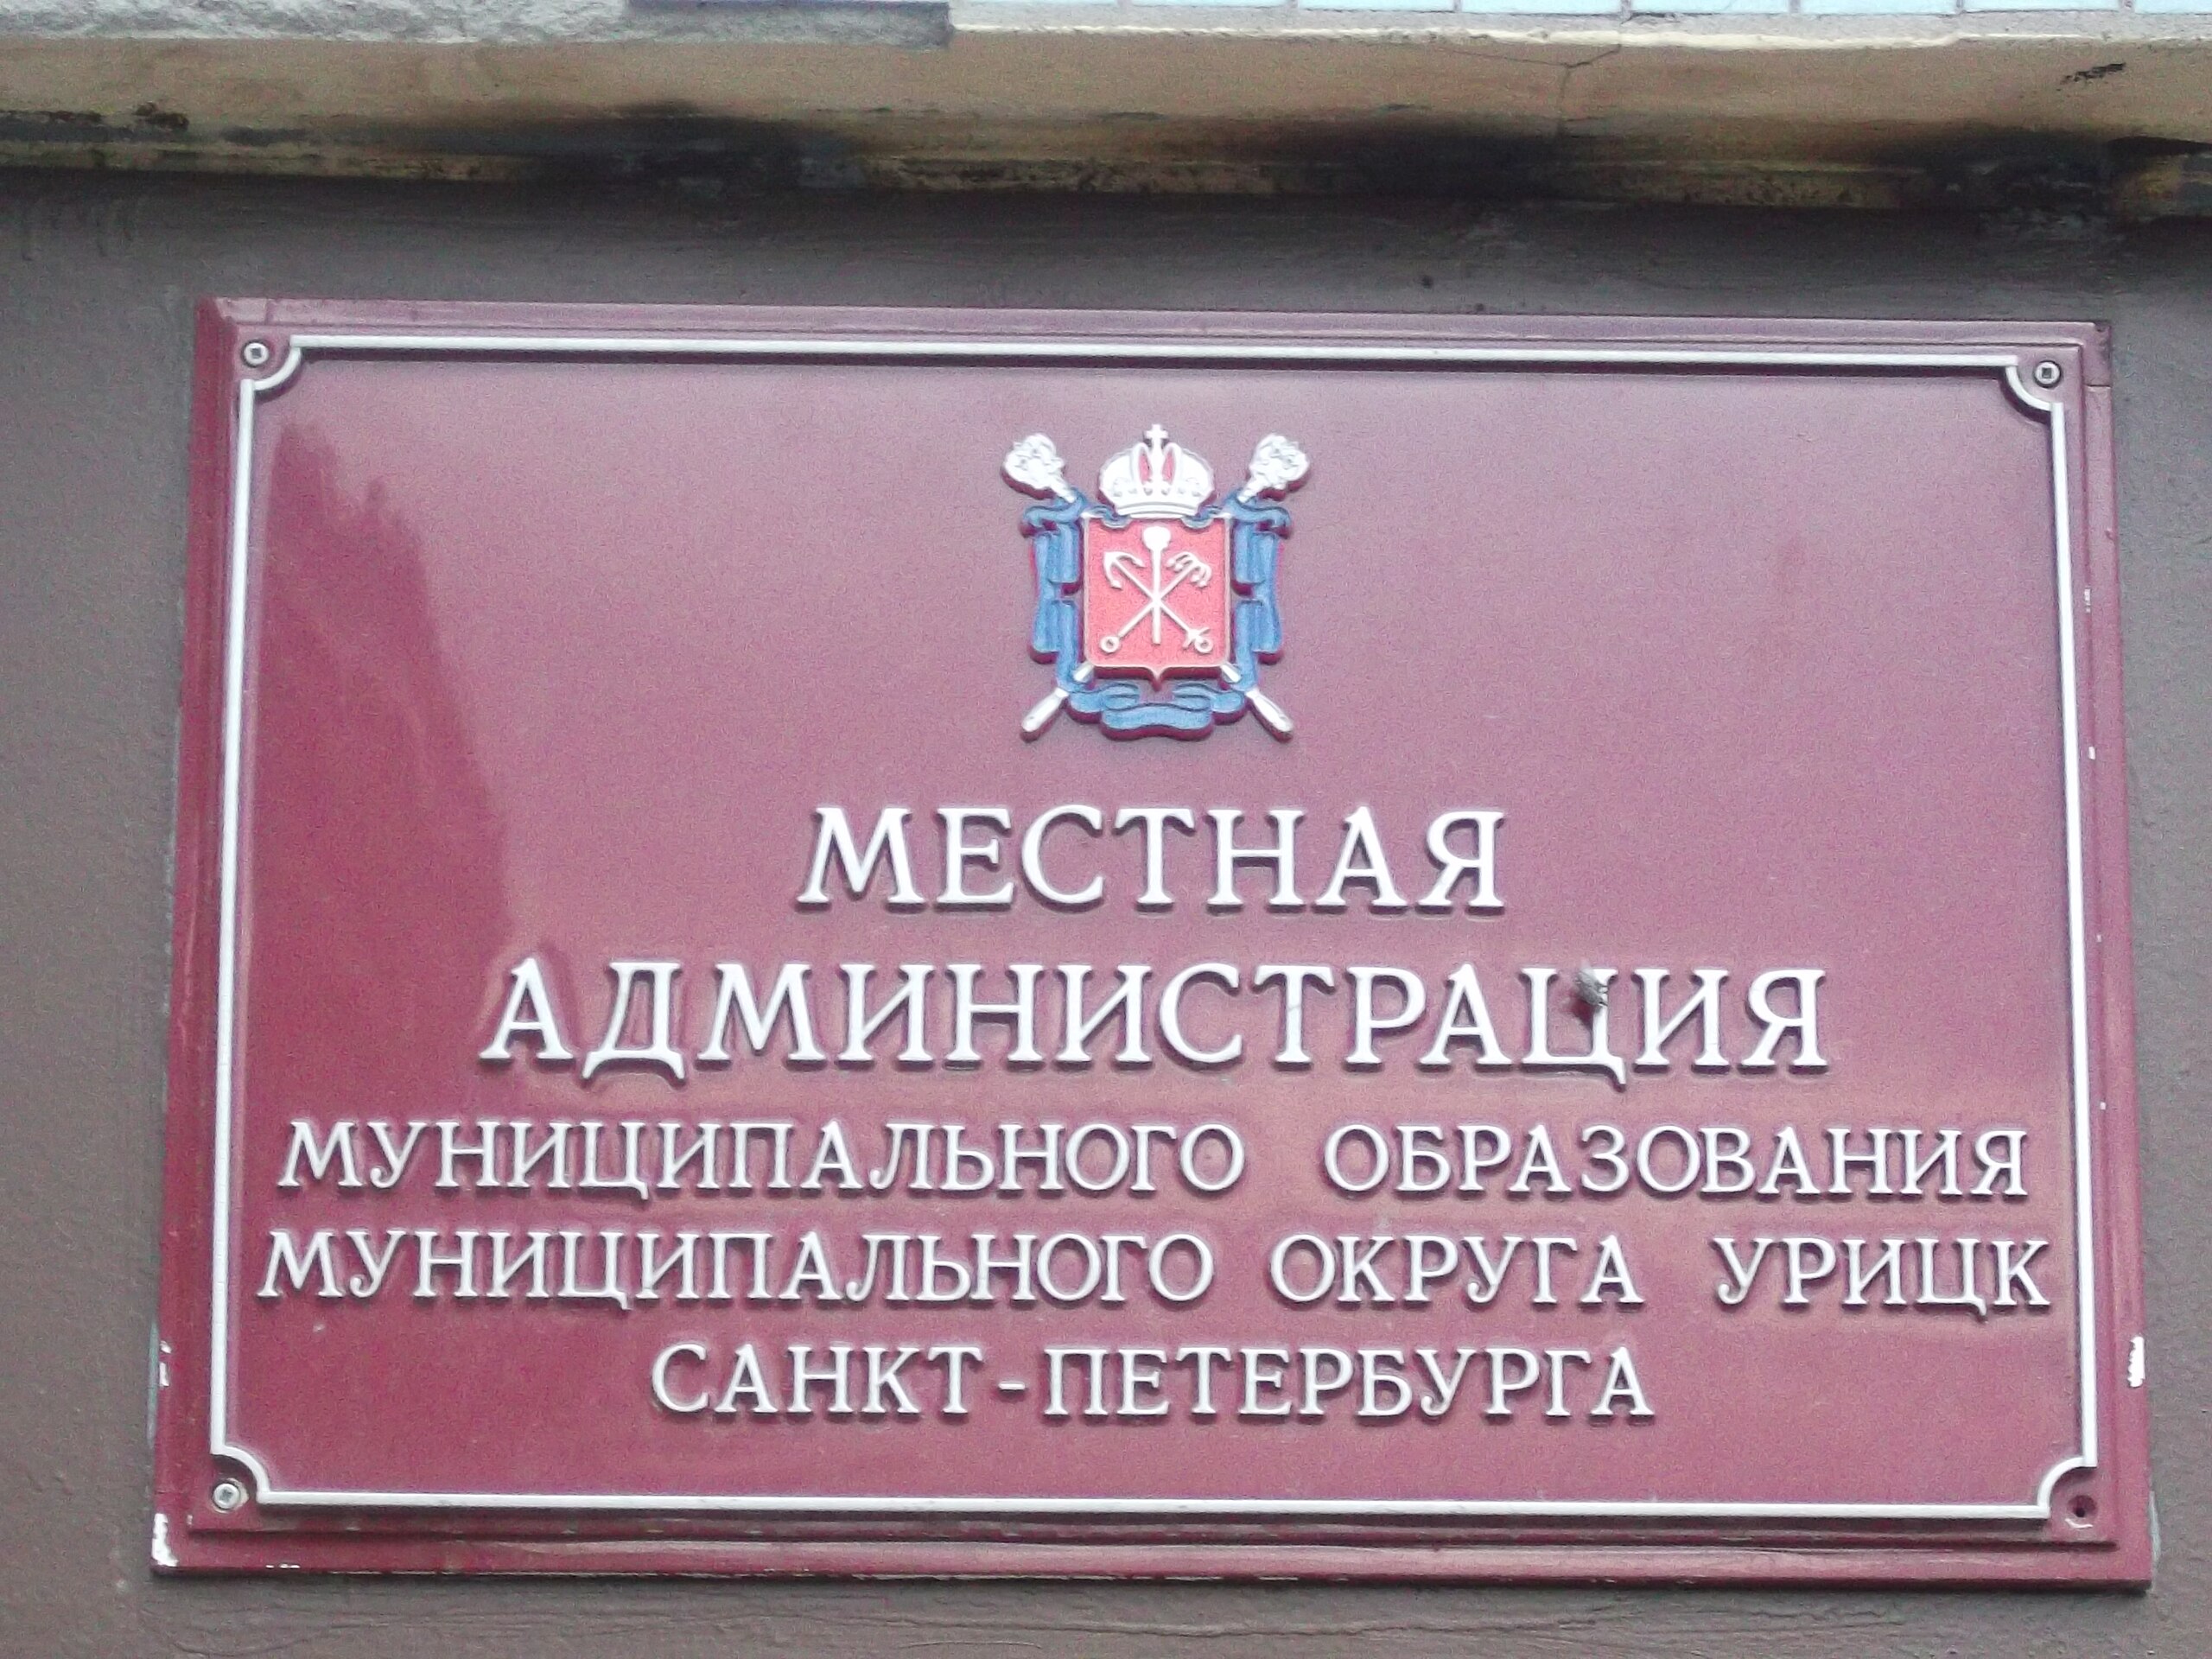 МЕСТНАЯ
АДМИНИСТРАЦИЯ
МУНИЦИПАЛЬНОГО ОБРАЗОВАНИЯ
МУНИЦИПАЛЬНОГО ОКРУГА УРИЦК
САНКТ-ПЕТЕРБУРГА